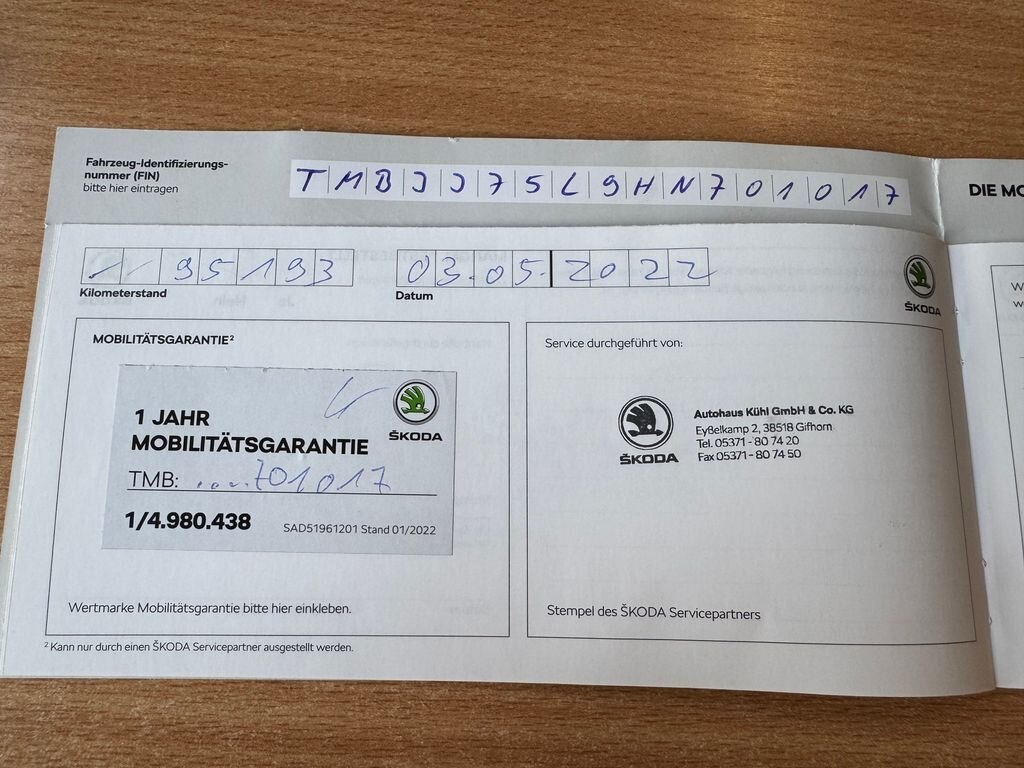 Fahrzeug-Identifizierungs-
nummer (FIN)
bitte hier eintragen
TMBJJ75L9HN701017
DIE MO
95193
Kilometerstand
03.05.2022
Datum
ŠKODA
MOBILITÄTSGARANTIE²
1 JAHR
MOBILITÄTSGARANTIE
ŠKODA
TMB: .....701017
1/4.980.438
SAD51961201 Stand 01/2022
Wertmarke Mobilitätsgarantie bitte hier einkleben.
² Kann nur durch einen ŠKODA Servicepartner ausgestellt werden.
Service durchgeführt von:
ŠKODA
Autohaus Kühl GmbH & Co. KG
Eyßelkamp 2, 38518 Gifhorn
Tel. 05371 - 80 74 20
Fax 05371 - 80 74 50
Stempel des ŠKODA Servicepartners